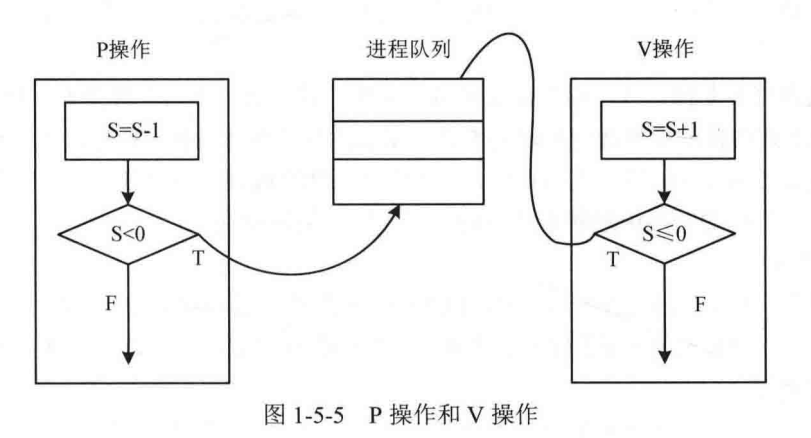 P操作 进程队列 V操作
S=S-1 S=S+1
S<0 S≤0
T T
F F
图 1-5-5 P 操作和 V 操作